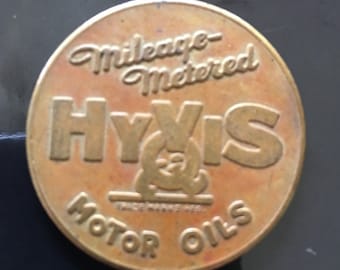 Mileage-
Metered
HYVIS
MOTOR OILS